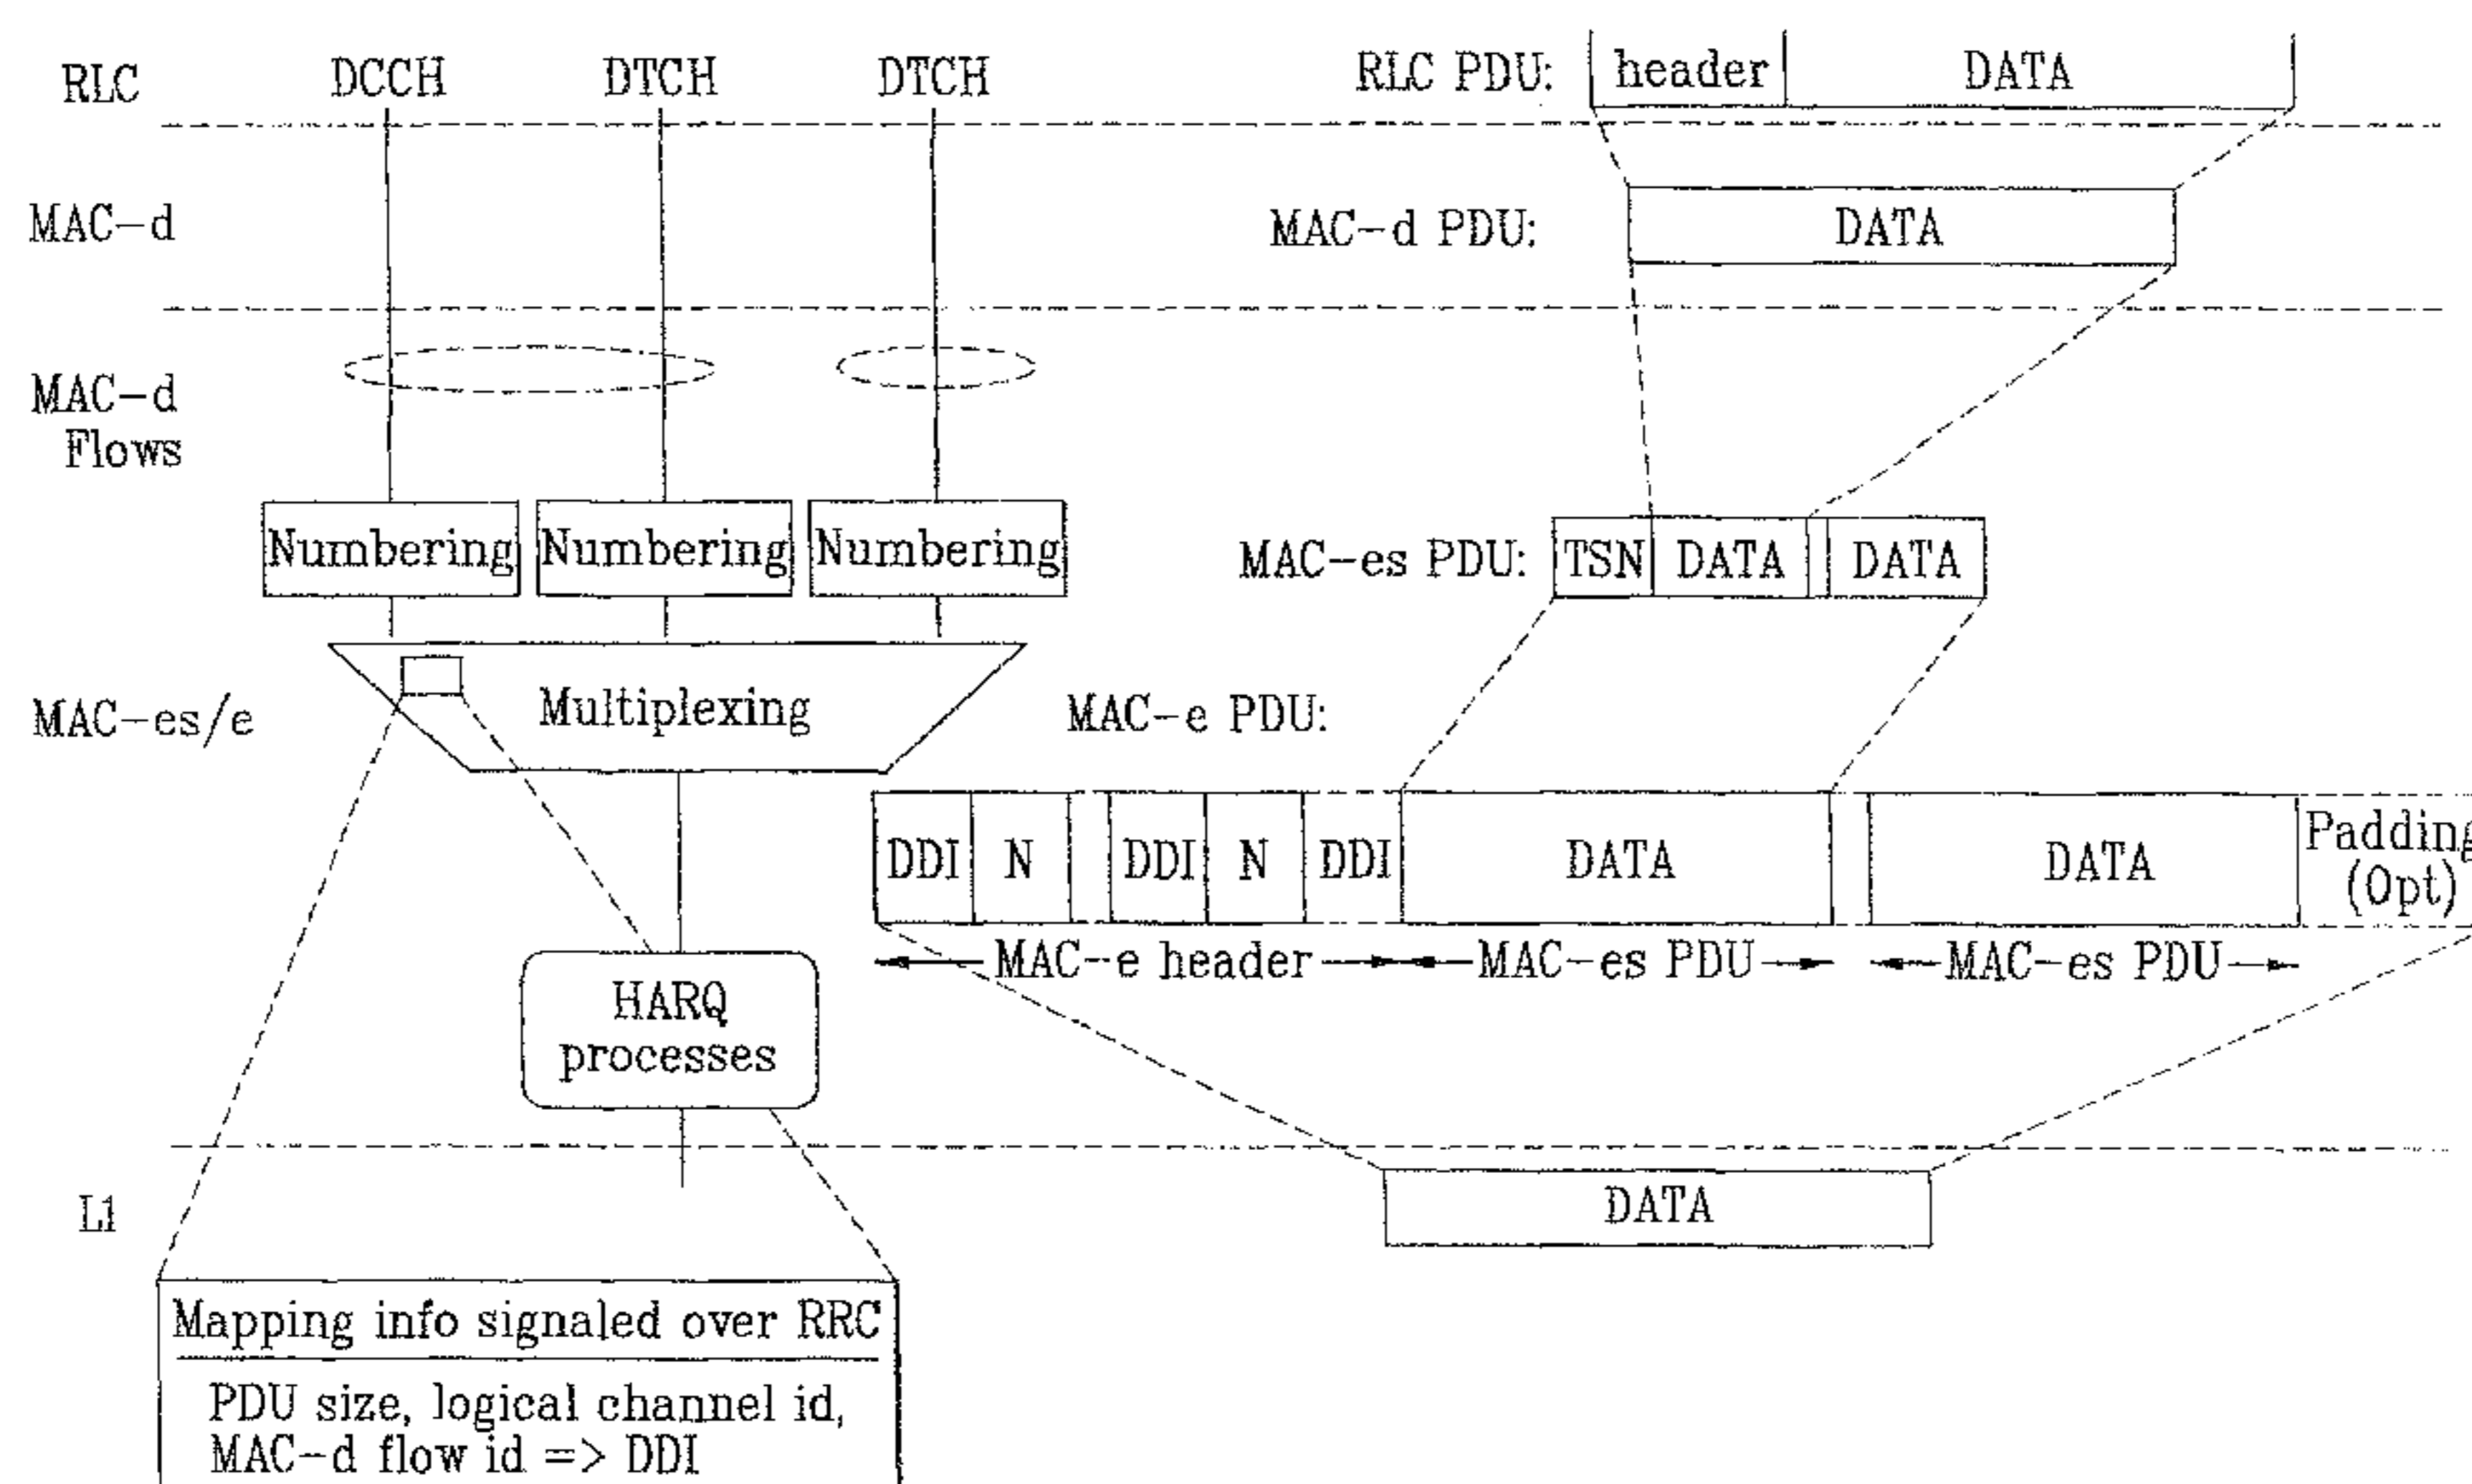 RLC DCCH DTCH DTCH RLC PDU: header DATA
MAC-d MAC-d PDU: DATA
MAC-d
Flows
Numbering Numbering Numbering MAC-es PDU: TSN DATA DATA
MAC-es/e Multiplexing MAC-e PDU:
DDI N DDI N DDI DATA DATA Padding
(Opt)
MAC-e header MAC-es PDU MAC-es PDU
HARQ
processes
L1 DATA
Mapping info signaled over RRC
PDU size, logical channel id,
MAC-d flow id => DDI